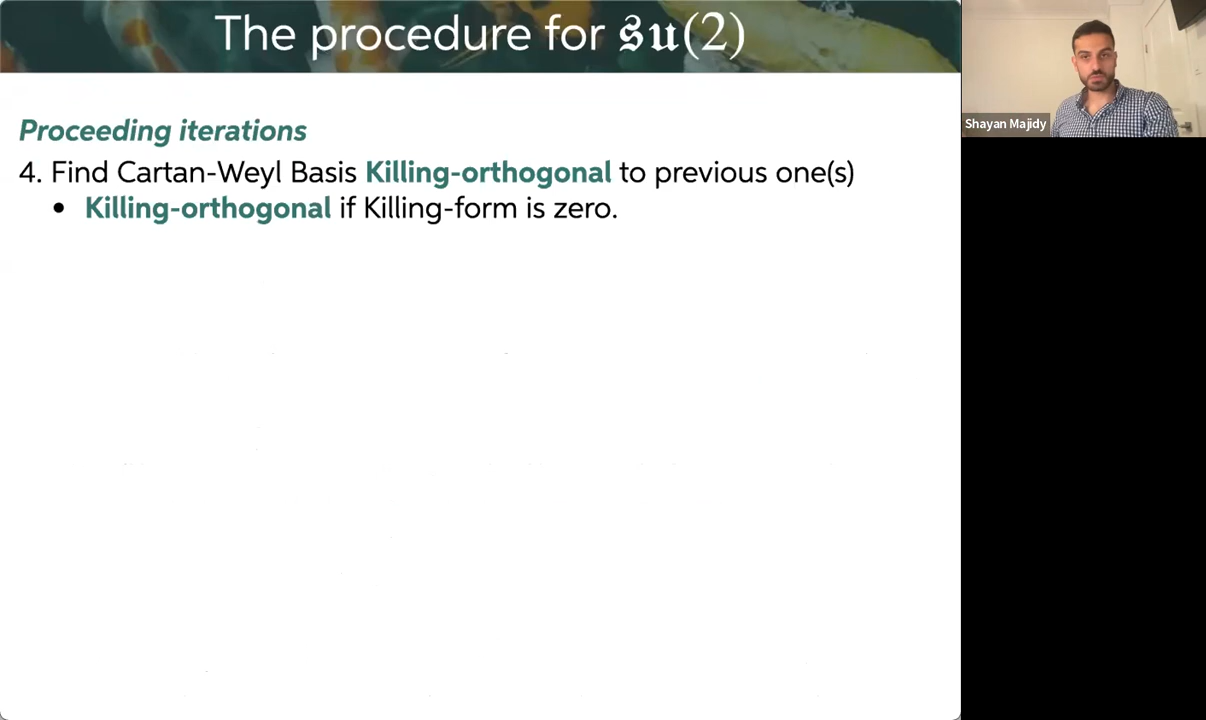 The procedure for 𝔰𝔲(2)
Shayan Majidy
Proceeding iterations
4. Find Cartan-Weyl Basis Killing-orthogonal to previous one(s)
• Killing-orthogonal if Killing-form is zero.